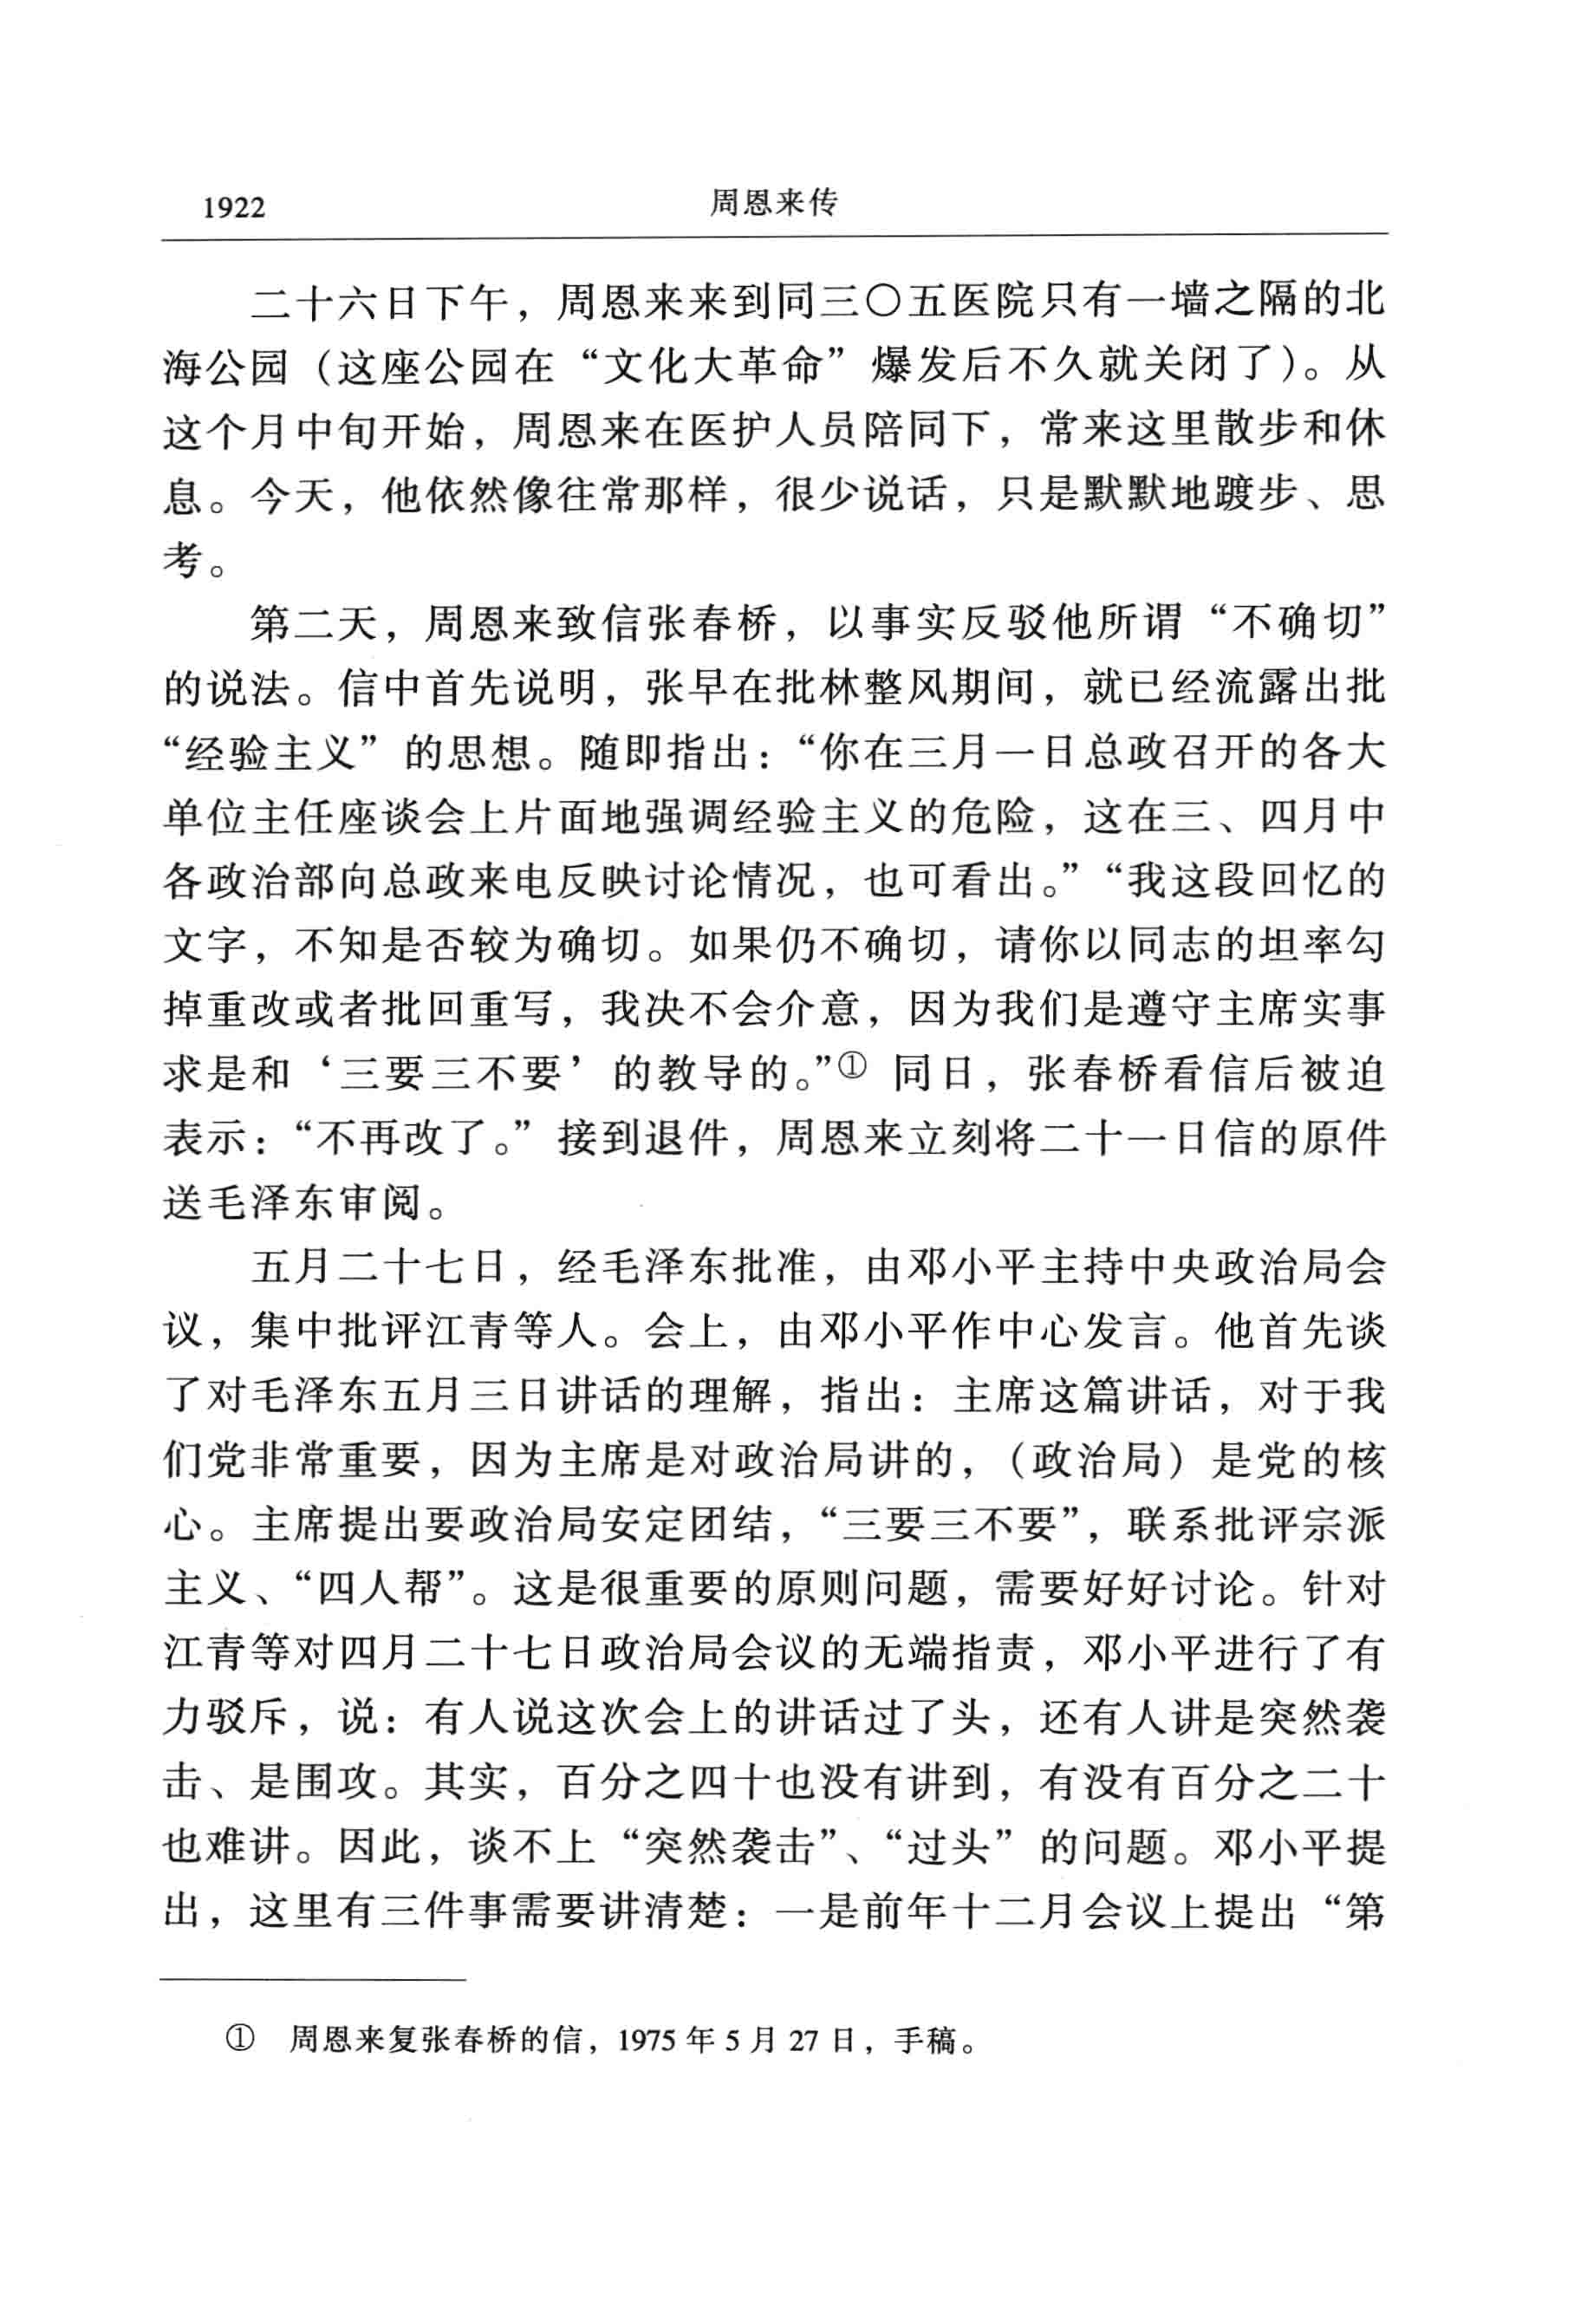 1922
周恩来传
二十六日下午，周恩来来到同三〇五医院只有一墙之隔的北
海公园（这座公园在“文化大革命”爆发后不久就关闭了）。从
这个月中旬开始，周恩来在医护人员陪同下，常来这里散步和休
息。今天，他依然像往常那样，很少说话，只是默默地踱步、思
考。
第二天，周恩来致信张春桥，以事实反驳他所谓“不确切”
的说法。信中首先说明，张早在批林整风期间，就已经流露出批
“经验主义”的思想。随即指出：“你在三月一日总政召开的各大
单位主任座谈会上片面地强调经验主义的危险，这在三、四月中
各政治部向总政来电反映讨论情况，也可看出。”“我这段回忆的
文字，不知是否较为确切。如果仍不确切，请你以同志的坦率勾
掉重改或者批回重写，我决不会介意，因为我们是遵守主席实事
求是和‘三要三不要’的教导的。”① 同日，张春桥看信后被迫
表示：“不再改了。”接到退件，周恩来立刻将二十一日信的原件
送毛泽东审阅。
五月二十七日，经毛泽东批准，由邓小平主持中央政治局会
议，集中批评江青等人。会上，由邓小平作中心发言。他首先谈
了对毛泽东五月三日讲话的理解，指出：主席这篇讲话，对于我
们党非常重要，因为主席是对政治局讲的，（政治局）是党的核
心。主席提出要政治局安定团结，“三要三不要”，联系批评宗派
主义、“四人帮”。这是很重要的原则问题，需要好好讨论。针对
江青等对四月二十七日政治局会议的无端指责，邓小平进行了有
力驳斥，说：有人说这次会上的讲话过了头，还有人讲是突然袭
击、是围攻。其实，百分之四十也没有讲到，有没有百分之二十
也难讲。因此，谈不上“突然袭击”、“过头”的问题。邓小平提
出，这里有三件事需要讲清楚：一是前年十二月会议上提出“第
① 周恩来复张春桥的信，1975 年 5 月 27 日，手稿。